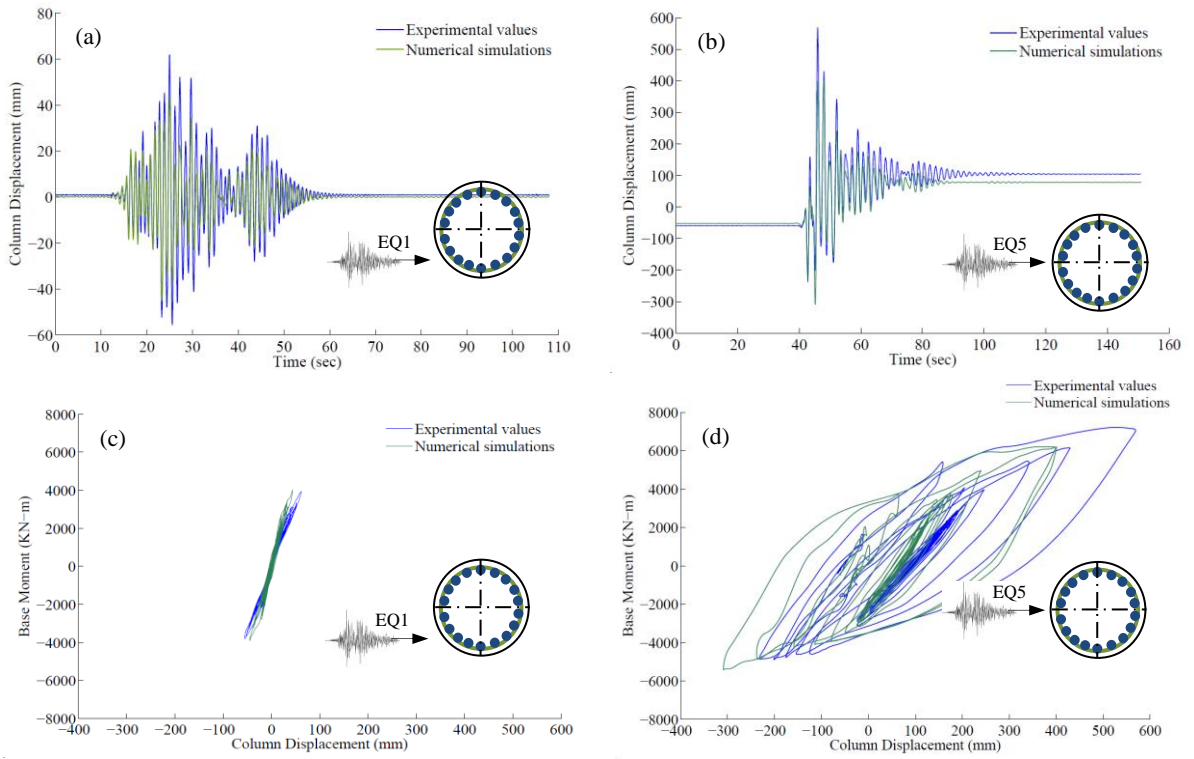 (a)
Experimental values
Numerical simulations
Column Displacement (mm)
80
60
40
20
0
−20
−40
−60
0 10 20 30 40 50 60 70 80 90 100 110
Time (sec)
EQ1
(b)
Experimental values
Numerical simulations
Column Displacement (mm)
600
500
400
300
200
100
0
−100
−200
−300
−400
0 20 40 60 80 100 120 140 160
Time (sec)
EQ5
(c)
Experimental values
Numerical simulations
Base Moment (KN−m)
8000
6000
4000
2000
0
−2000
−4000
−6000
−8000
−400 −300 −200 −100 0 100 200 300 400 500 600
Column Displacement (mm)
EQ1
(d)
Experimental values
Numerical simulations
Base Moment (KN−m)
8000
6000
4000
2000
0
−2000
−4000
−6000
−8000
−400 −300 −200 −100 0 100 200 300 400 500 600
Column Displacement (mm)
EQ5